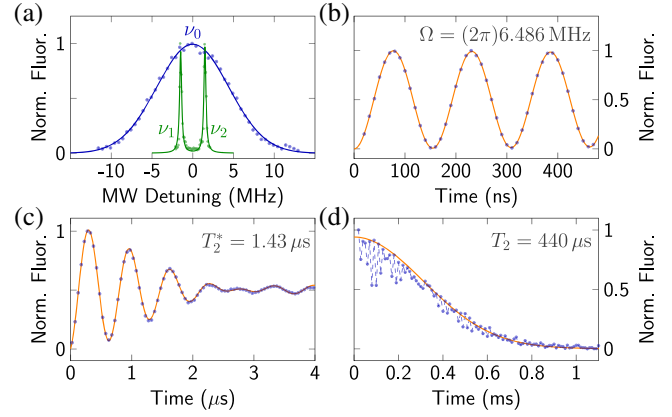 (a)
(b)
Norm. Fluor.
1
0
ν0
ν1
ν2
−10 −5 0 5 10
MW Detuning (MHz)
Ω = (2π)6.486 MHz
1
0.5
0
Norm. Fluor.
0 100 200 300 400
Time (ns)
(c)
(d)
Norm. Fluor.
1
0
T2* = 1.43 μs
0 1 2 3 4
Time (μs)
T2 = 440 μs
1
0.5
0
Norm. Fluor.
0 0.2 0.4 0.6 0.8 1
Time (ms)